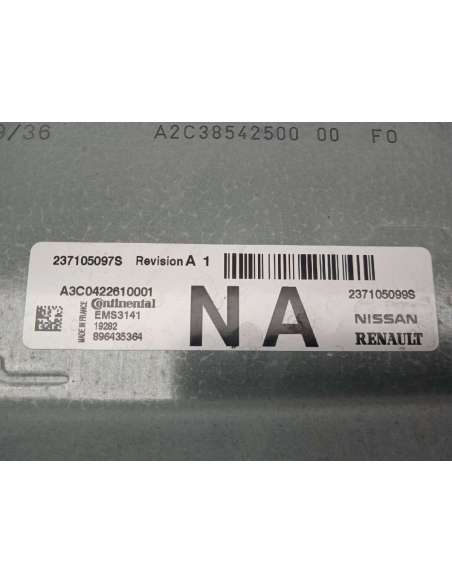 9/36 A2C38542500 00 F0
237105097S Revision A 1
A3C0422610001
MADE IN FRANCE
Continental
EMS3141
19282
896435364
NA
237105099S
NISSAN
RENAULT